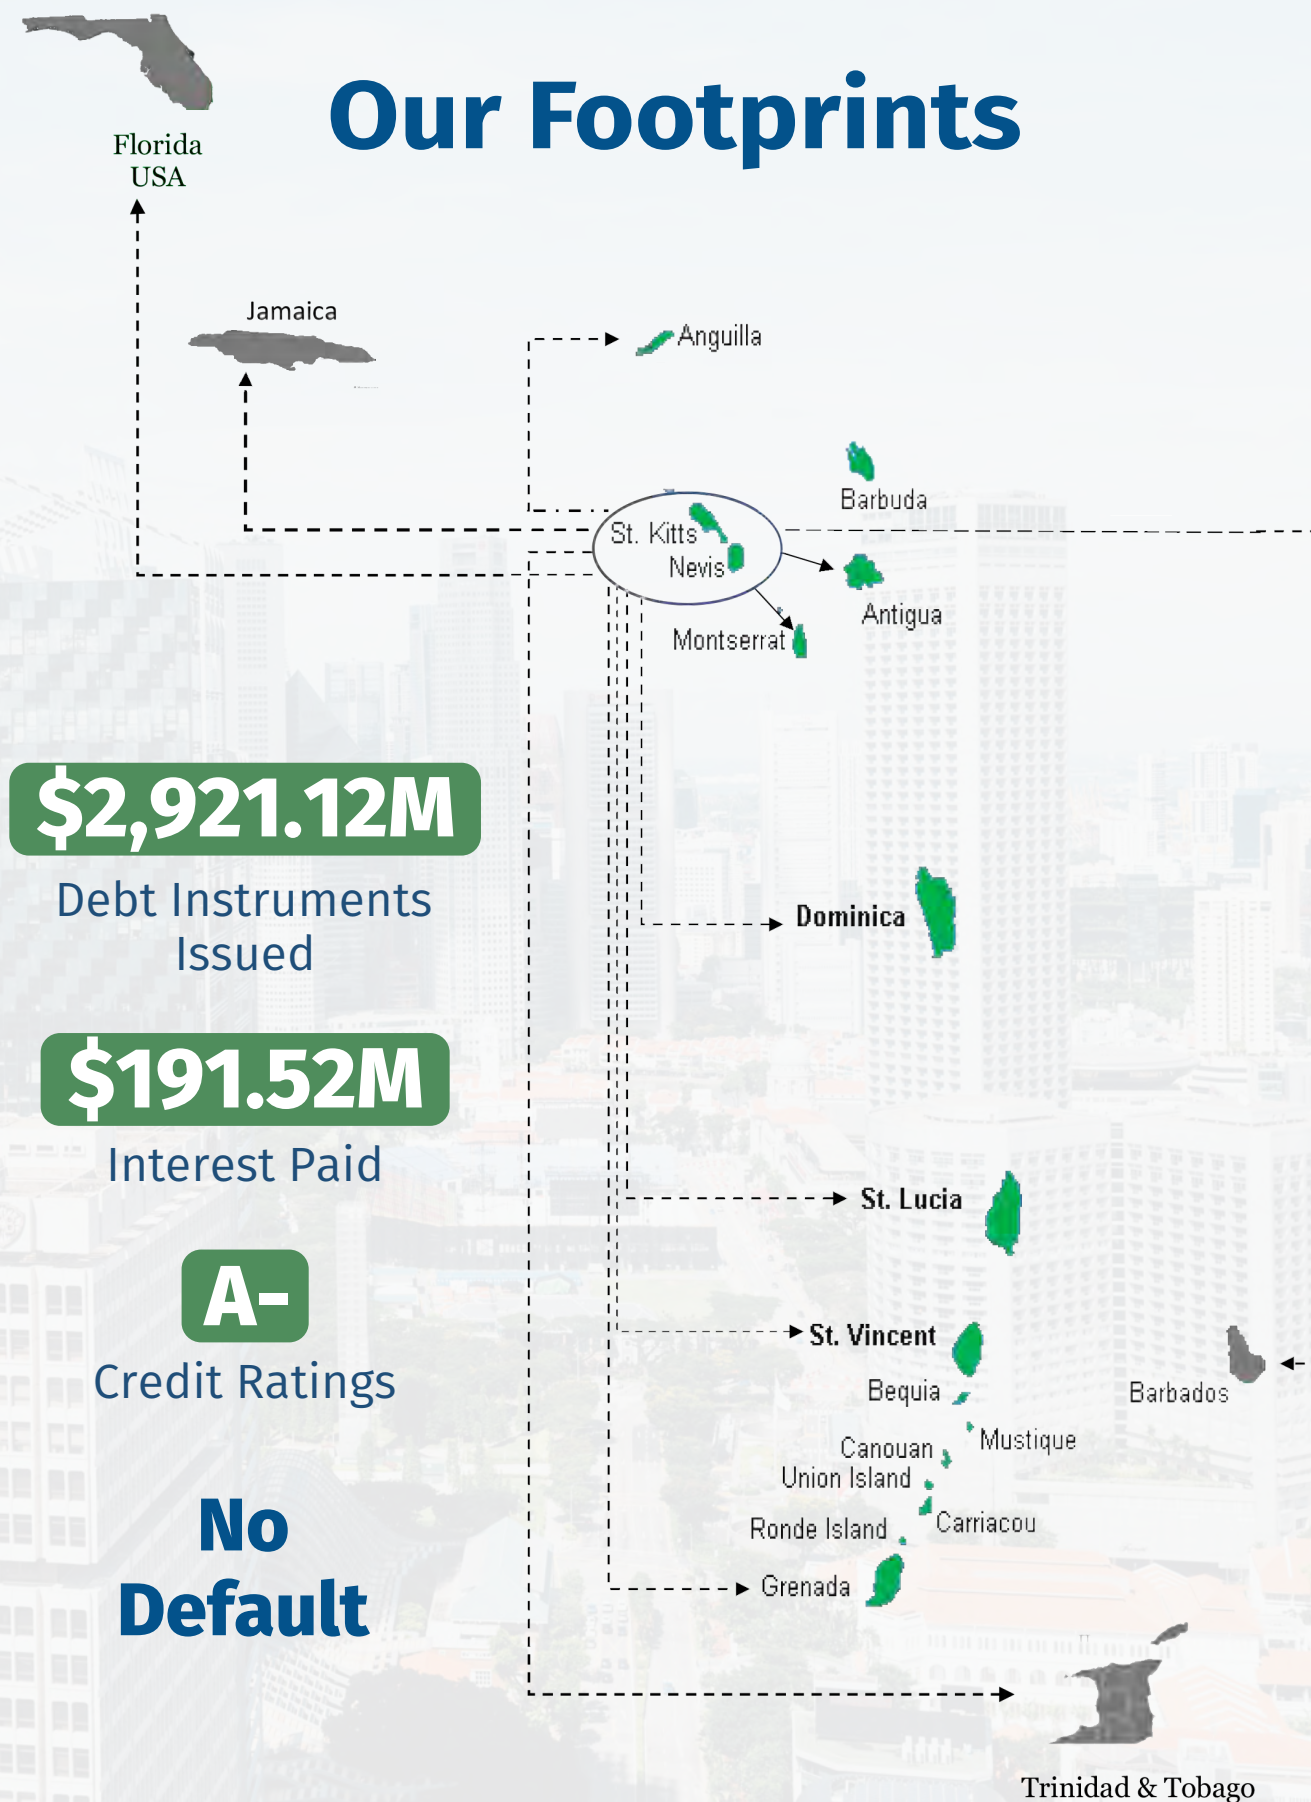 Our Footprints
Florida
USA
Jamaica
Anguilla
Barbuda
St. Kitts
Nevis
Antigua
Montserrat
$2,921.12M
Debt Instruments
Issued
Dominica
$191.52M
Interest Paid
St. Lucia
A-
Credit Ratings
St. Vincent
Bequia
Barbados
Mustique
Canouan
Union Island
Carriacou
Ronde Island
No
Default
Grenada
Trinidad & Tobago